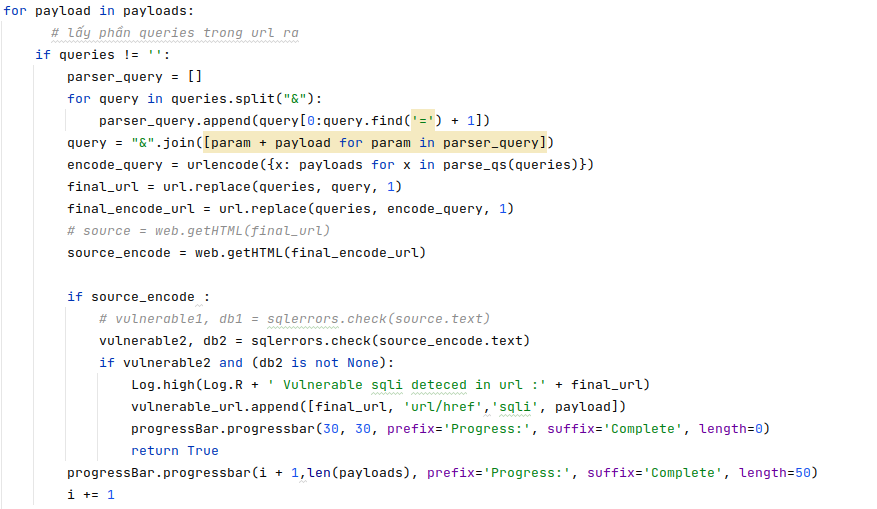 for payload in payloads:
# lấy phần queries trong url ra
if queries != '':
parser_query = []
for query in queries.split("&"):
parser_query.append(query[0:query.find('=') + 1])
query = "&".join([param + payload for param in parser_query])
encode_query = urlencode({x: payloads for x in parse_qs(queries)})
final_url = url.replace(queries, query, 1)
final_encode_url = url.replace(queries, encode_query, 1)
# source = web.getHTML(final_url)
source_encode = web.getHTML(final_encode_url)
if source_encode :
# vulnerable1, db1 = sqlerrors.check(source.text)
vulnerable2, db2 = sqlerrors.check(source_encode.text)
if vulnerable2 and (db2 is not None):
Log.high(Log.R + ' Vulnerable sqli deteced in url :' + final_url)
vulnerable_url.append([final_url, 'url/href','sqli', payload])
progressBar.progressbar(30, 30, prefix='Progress:', suffix='Complete', length=0)
return True
progressBar.progressbar(i + 1,len(payloads), prefix='Progress:', suffix='Complete', length=50)
i += 1